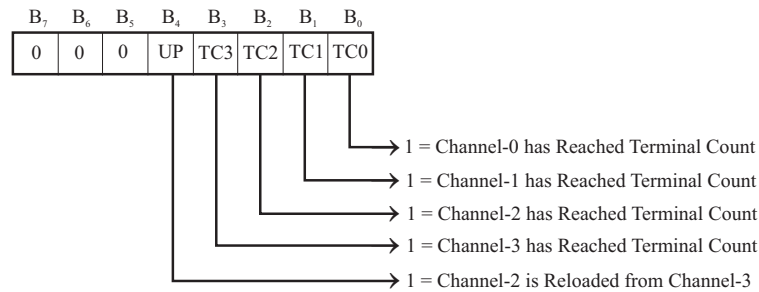 B₇ B₆ B₅ B₄ B₃ B₂ B₁ B₀
0 0 0 UP TC3 TC2 TC1 TC0
1 = Channel-0 has Reached Terminal Count
1 = Channel-1 has Reached Terminal Count
1 = Channel-2 has Reached Terminal Count
1 = Channel-3 has Reached Terminal Count
1 = Channel-2 is Reloaded from Channel-3